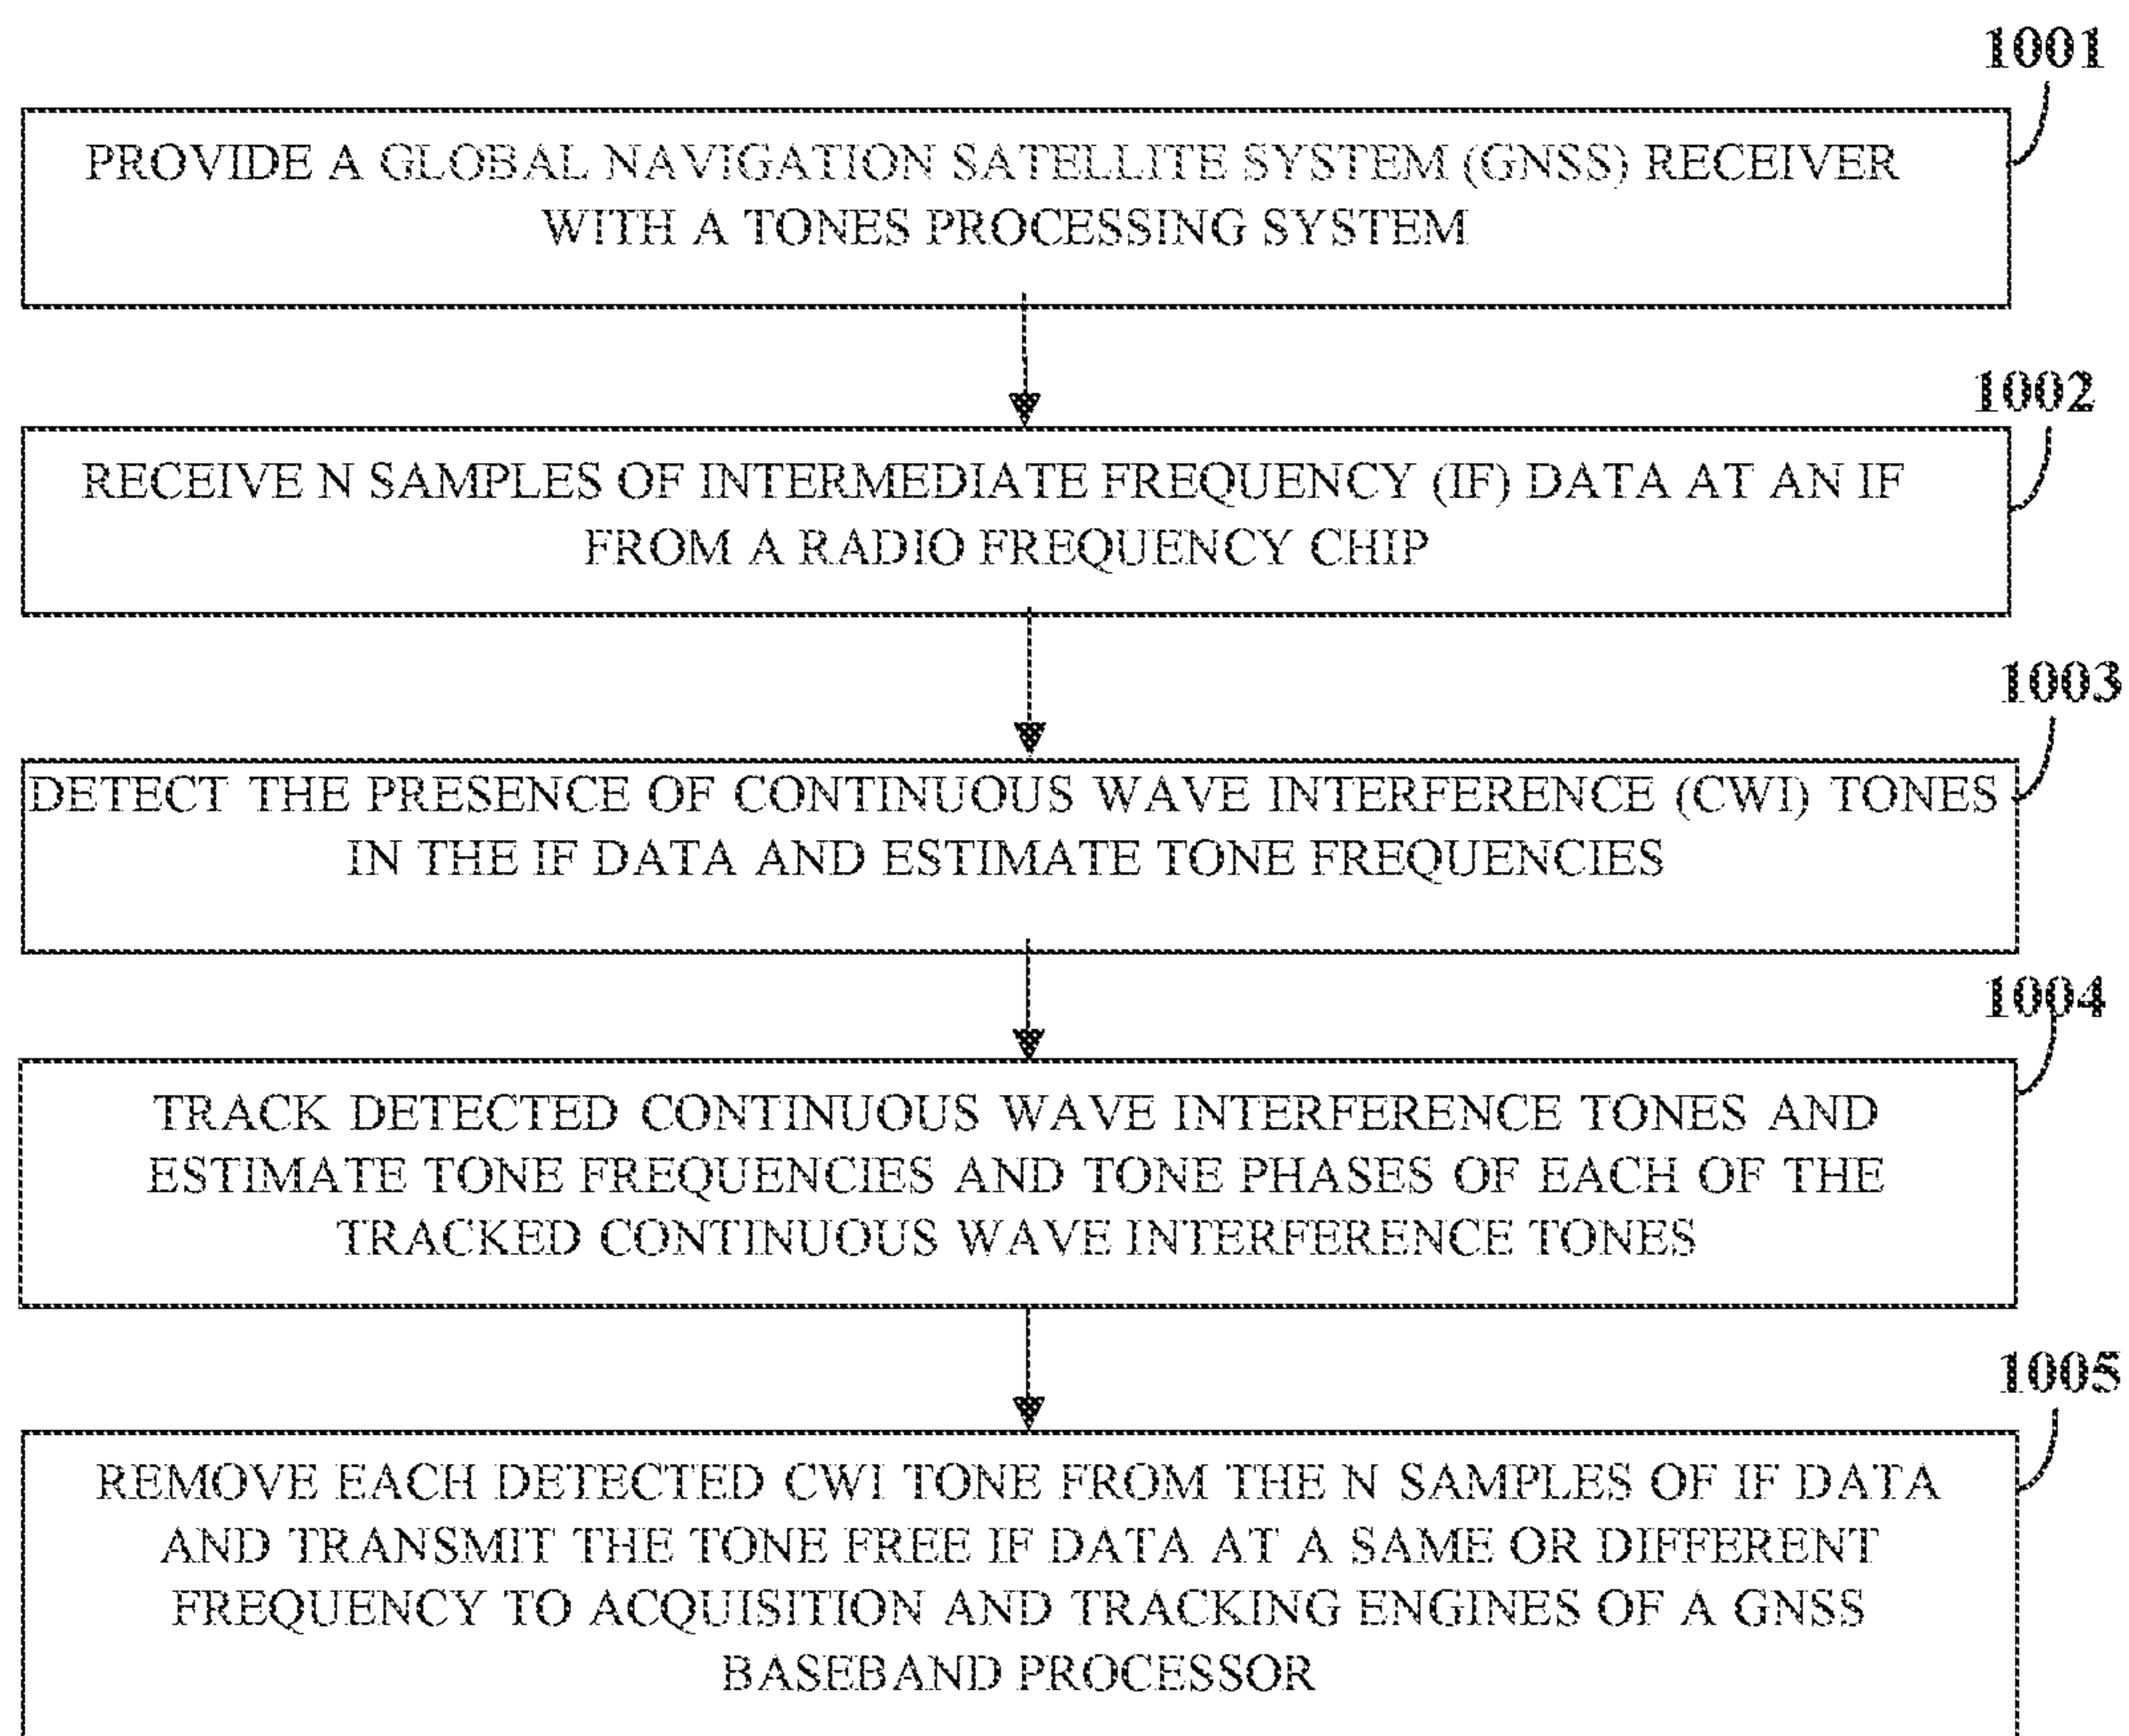 1001
PROVIDE A GLOBAL NAVIGATION SATELLITE SYSTEM (GNSS) RECEIVER
WITH A TONES PROCESSING SYSTEM
1002
RECEIVE N SAMPLES OF INTERMEDIATE FREQUENCY (IF) DATA AT AN IF
FROM A RADIO FREQUENCY CHIP
1003
DETECT THE PRESENCE OF CONTINUOUS WAVE INTERFERENCE (CWI) TONES
IN THE IF DATA AND ESTIMATE TONE FREQUENCIES
1004
TRACK DETECTED CONTINUOUS WAVE INTERFERENCE TONES AND
ESTIMATE TONE FREQUENCIES AND TONE PHASES OF EACH OF THE
TRACKED CONTINUOUS WAVE INTERFERENCE TONES
1005
REMOVE EACH DETECTED CWI TONE FROM THE N SAMPLES OF IF DATA
AND TRANSMIT THE TONE FREE IF DATA AT A SAME OR DIFFERENT
FREQUENCY TO ACQUISITION AND TRACKING ENGINES OF A GNSS
BASEBAND PROCESSOR